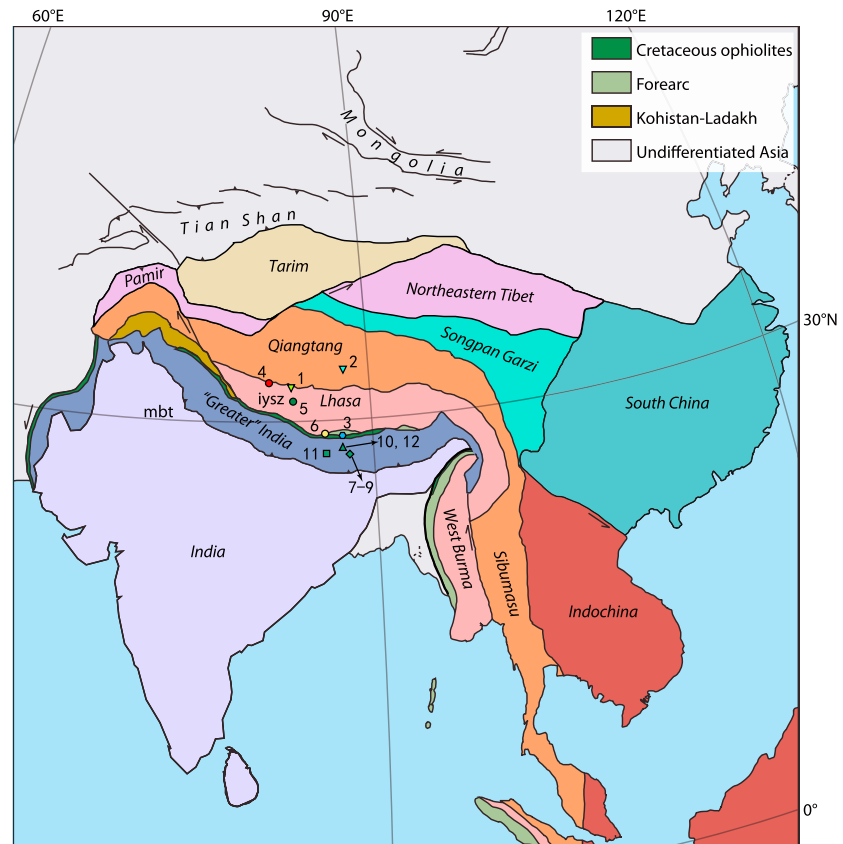 60°E
90°E
120°E
Cretaceous ophiolites
Forearc
Kohistan-Ladakh
Undifferentiated Asia
Mongolia
Tian Shan
Tarim
Pamir
Northeastern Tibet
30°N
Songpan Garzi
Qiangtang
2
4
1
iysz
5
Lhasa
South China
mbt
"Greater" India
6
3
10, 12
11
7–9
West Burma
India
Sibumasu
Indochina
0°